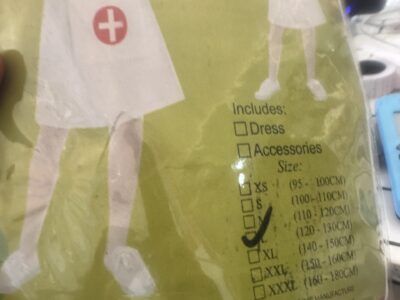 Includes:
Dress
Accessories
Size:
XS (95 - 100CM)
S (100 - 110CM)
(110 - 120CM)
(120 - 130CM)
XL (140 - 150CM)
XXL (150 - 160CM)
XXXL (160 - 180CM)
MANUFACTURE